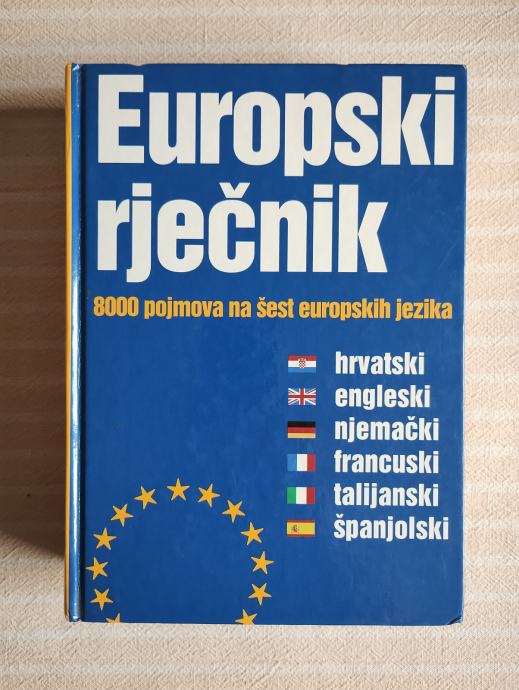 Europski
rječnik
8000 pojmova na šest europskih jezika
hrvatski
engleski
njemački
francuski
talijanski
španjolski